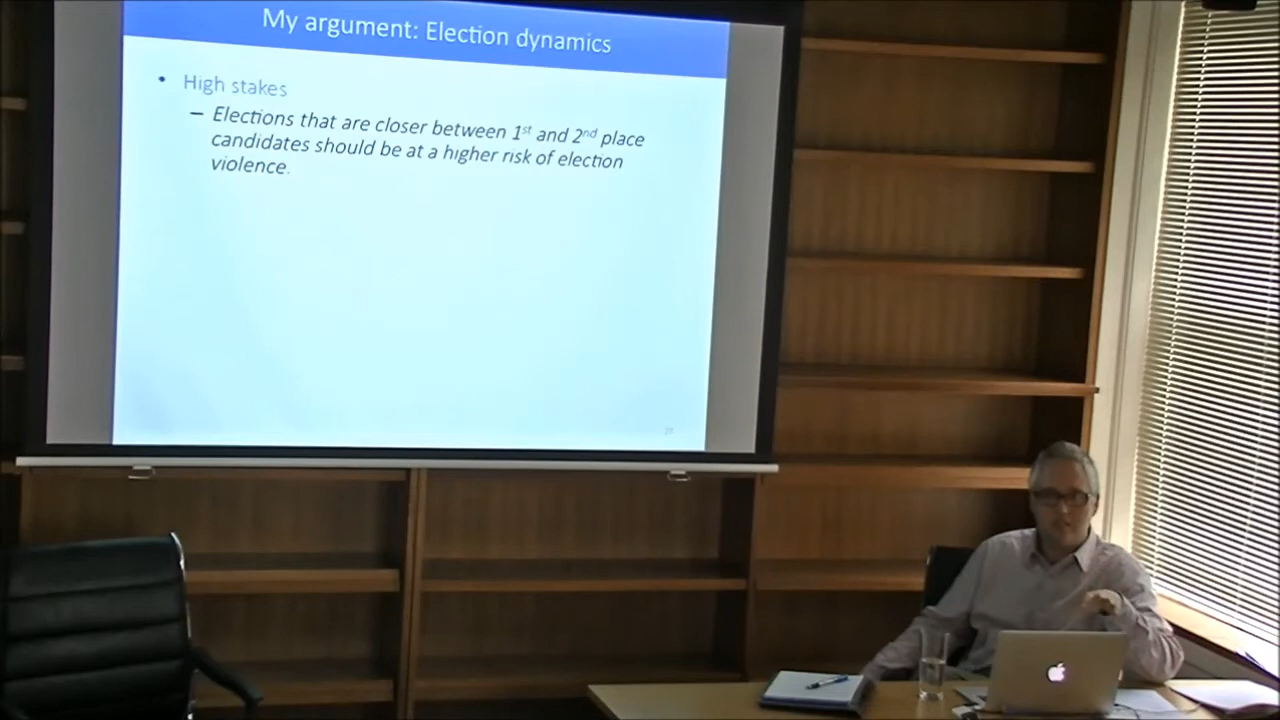 My argument: Election dynamics
• High stakes
– Elections that are closer between 1st and 2nd place
candidates should be at a higher risk of election
violence.